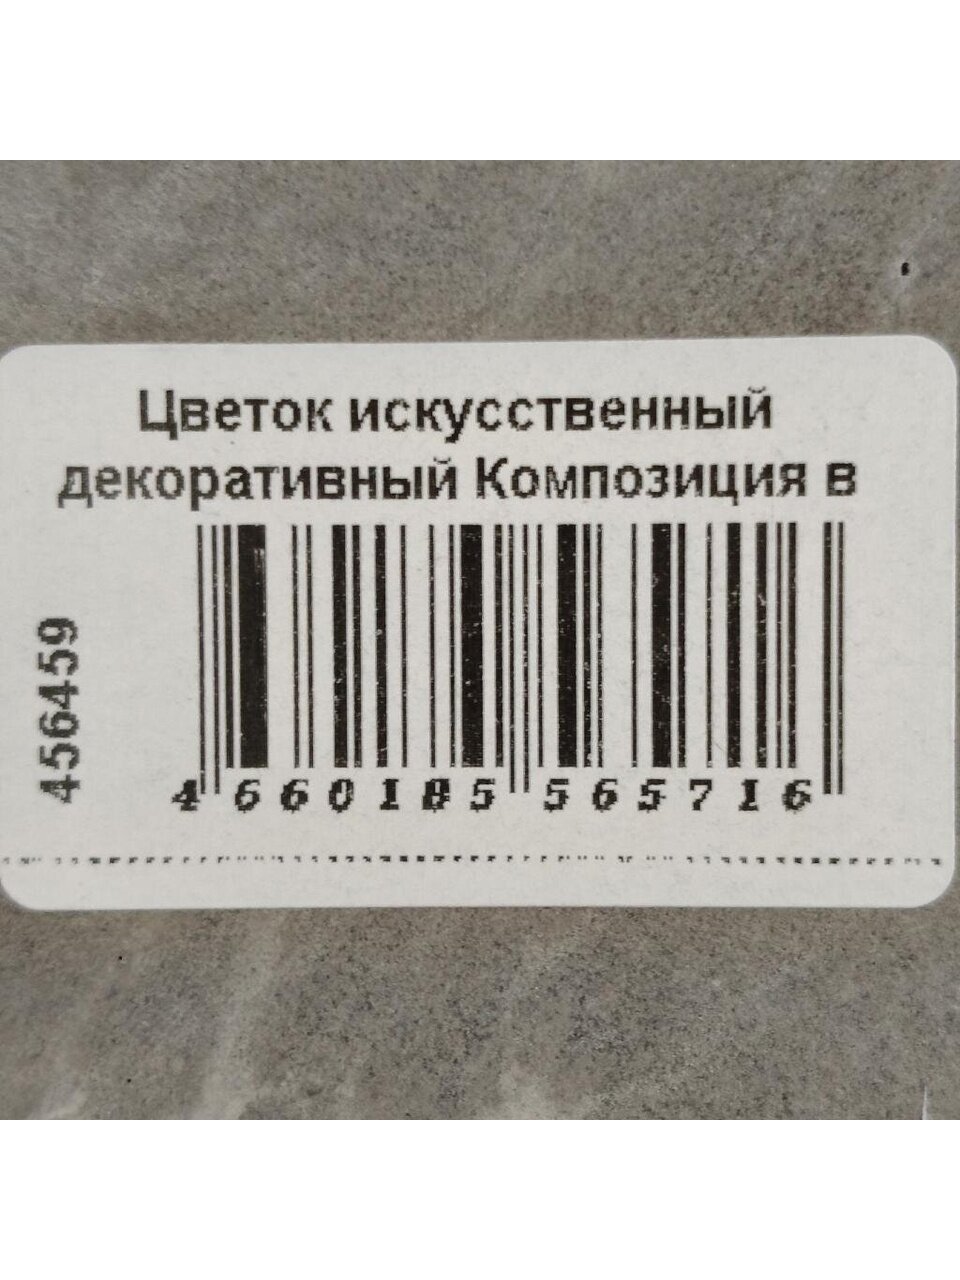 Цветок искусственный
декоративный Композиция в
456459
4 660185 565716